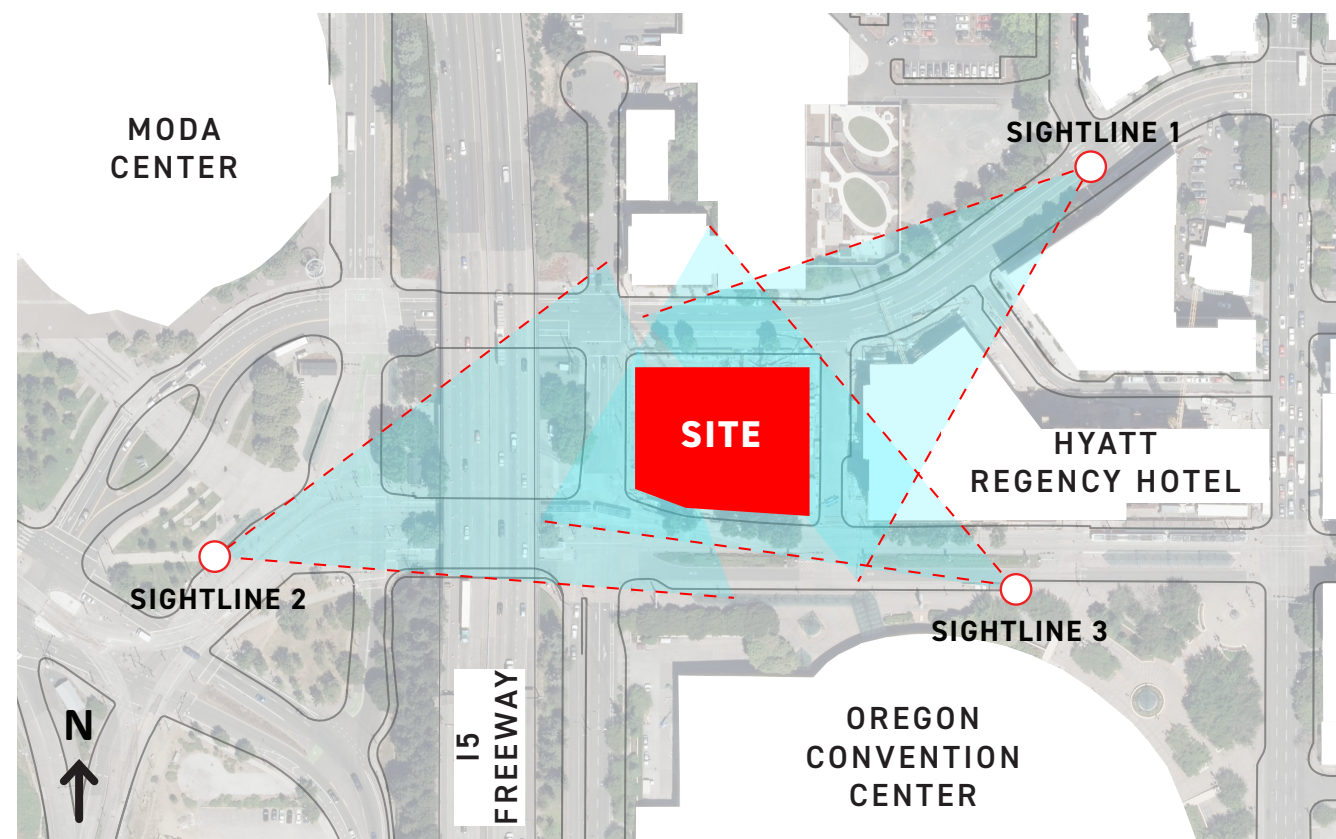 MODA
CENTER
SIGHTLINE 1
SITE
HYATT
REGENCY HOTEL
SIGHTLINE 2
SIGHTLINE 3
N
I5
FREEWAY
OREGON
CONVENTION
CENTER